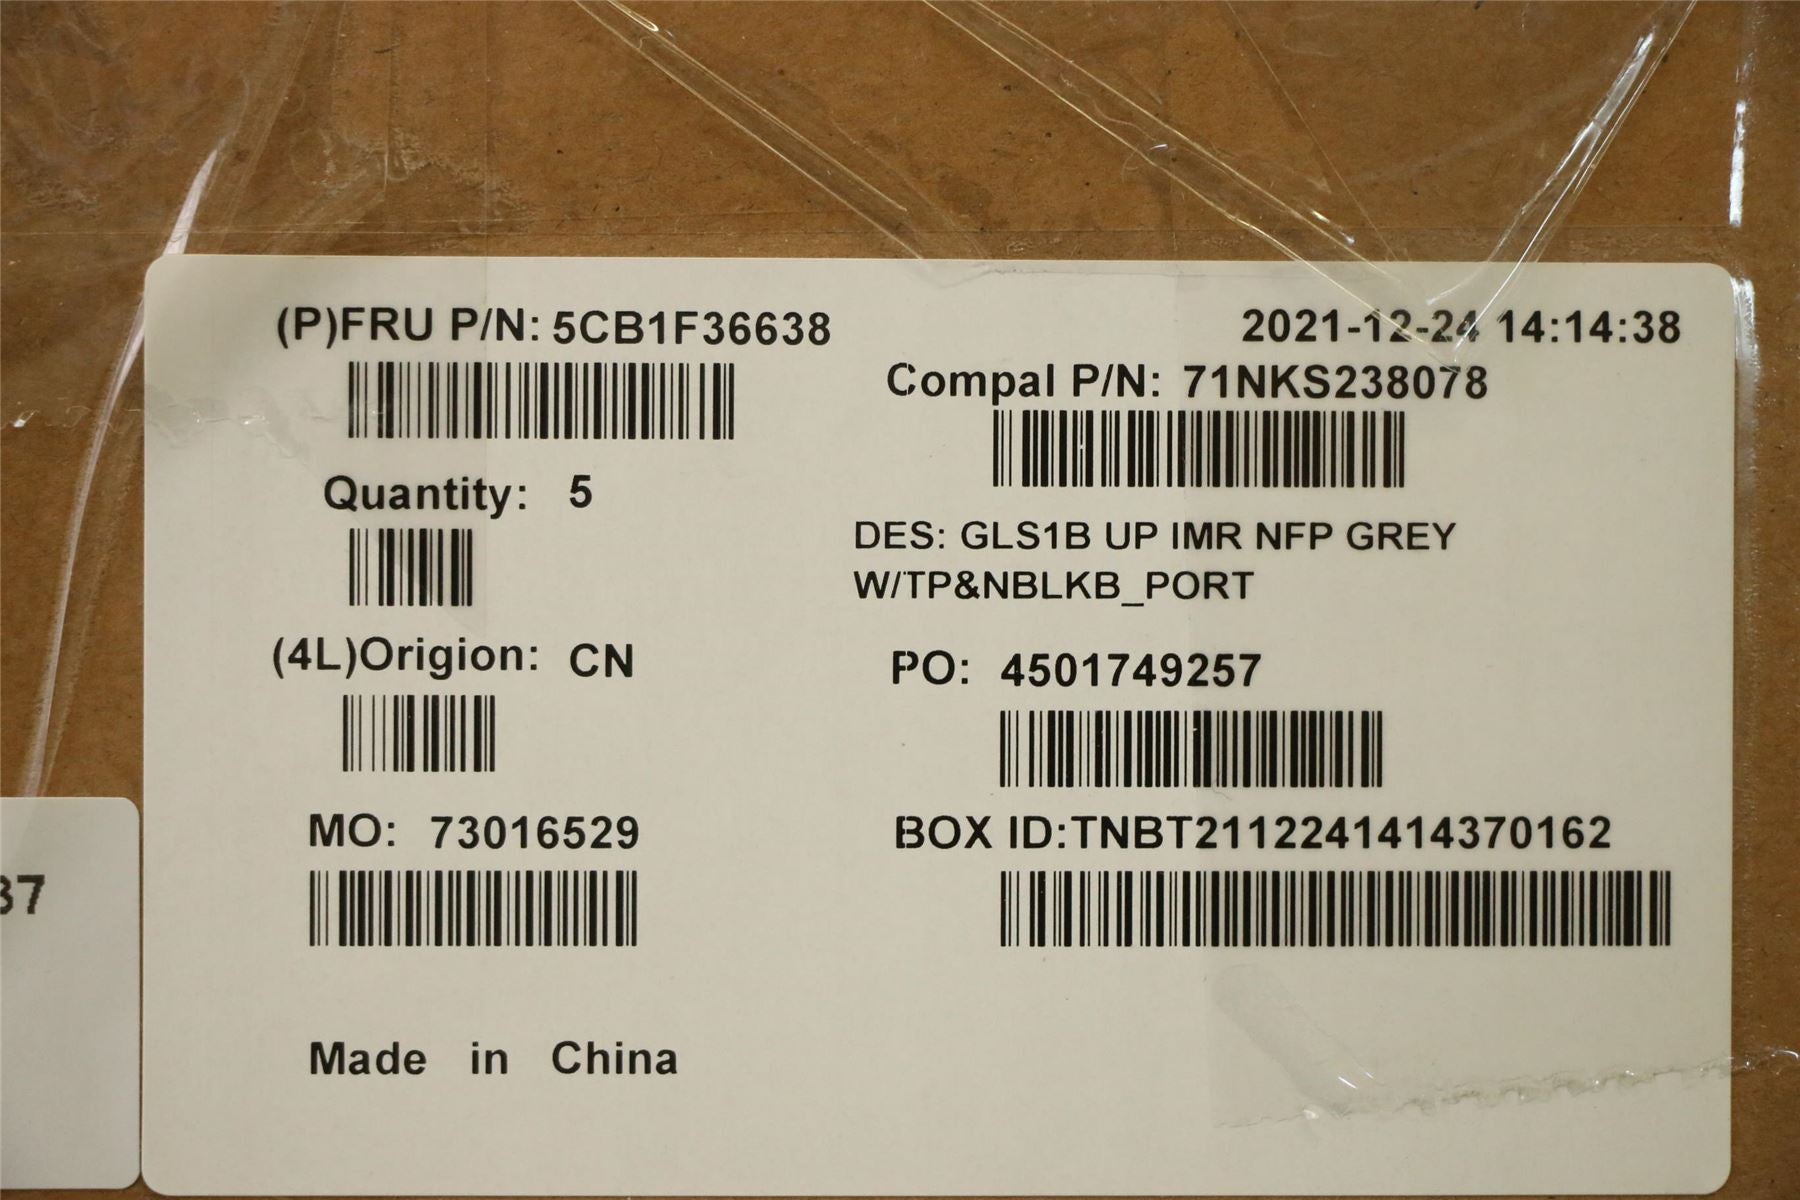 (P)FRU P/N: 5CB1F36638
2021-12-24 14:14:38
Compal P/N: 71NKS238078
Quantity: 5
DES: GLS1B UP IMR NFP GREY
W/TP&NBLKB_PORT
(4L)Origion: CN
PO: 4501749257
MO: 73016529
BOX ID:TNBT2112241414370162
Made in China